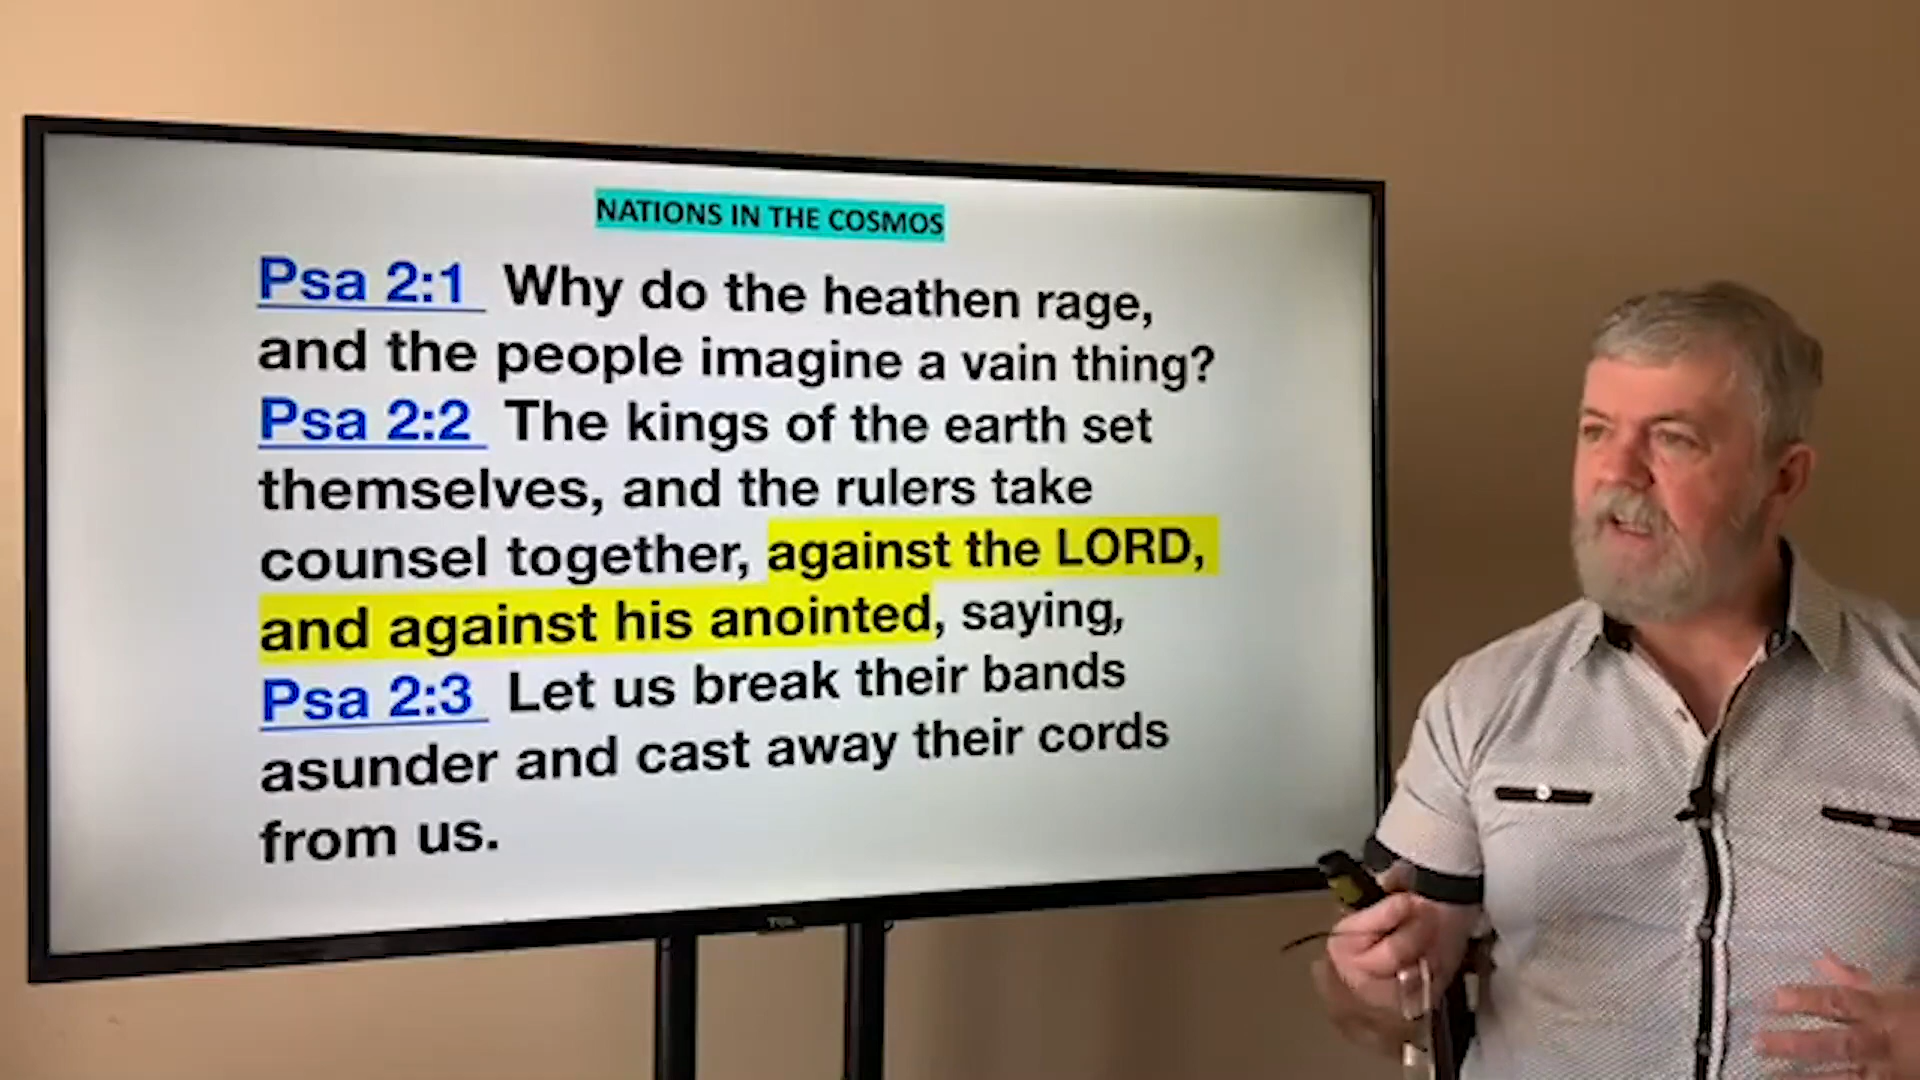 NATIONS IN THE COSMOS
Psa 2:1 Why do the heathen rage,
and the people imagine a vain thing?
Psa 2:2 The kings of the earth set
themselves, and the rulers take
counsel together, against the LORD,
and against his anointed, saying,
Psa 2:3 Let us break their bands
asunder and cast away their cords
from us.
TCL